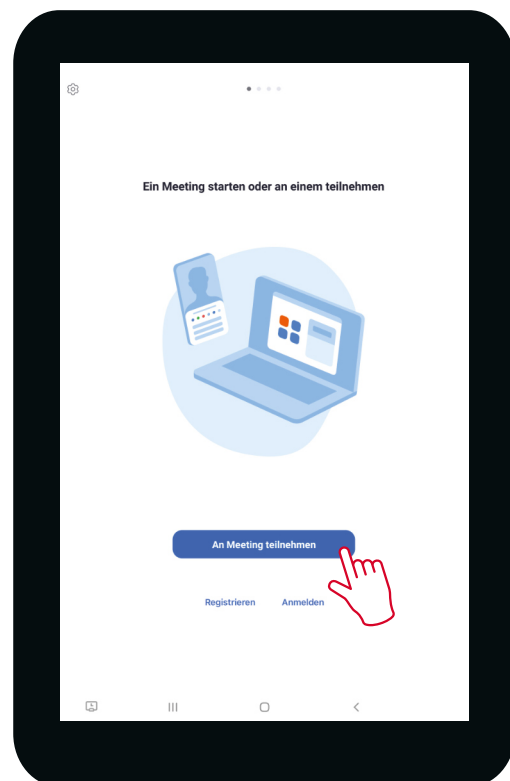 Ein Meeting starten oder an einem teilnehmen
An Meeting teilnehmen
Registrieren Anmelden